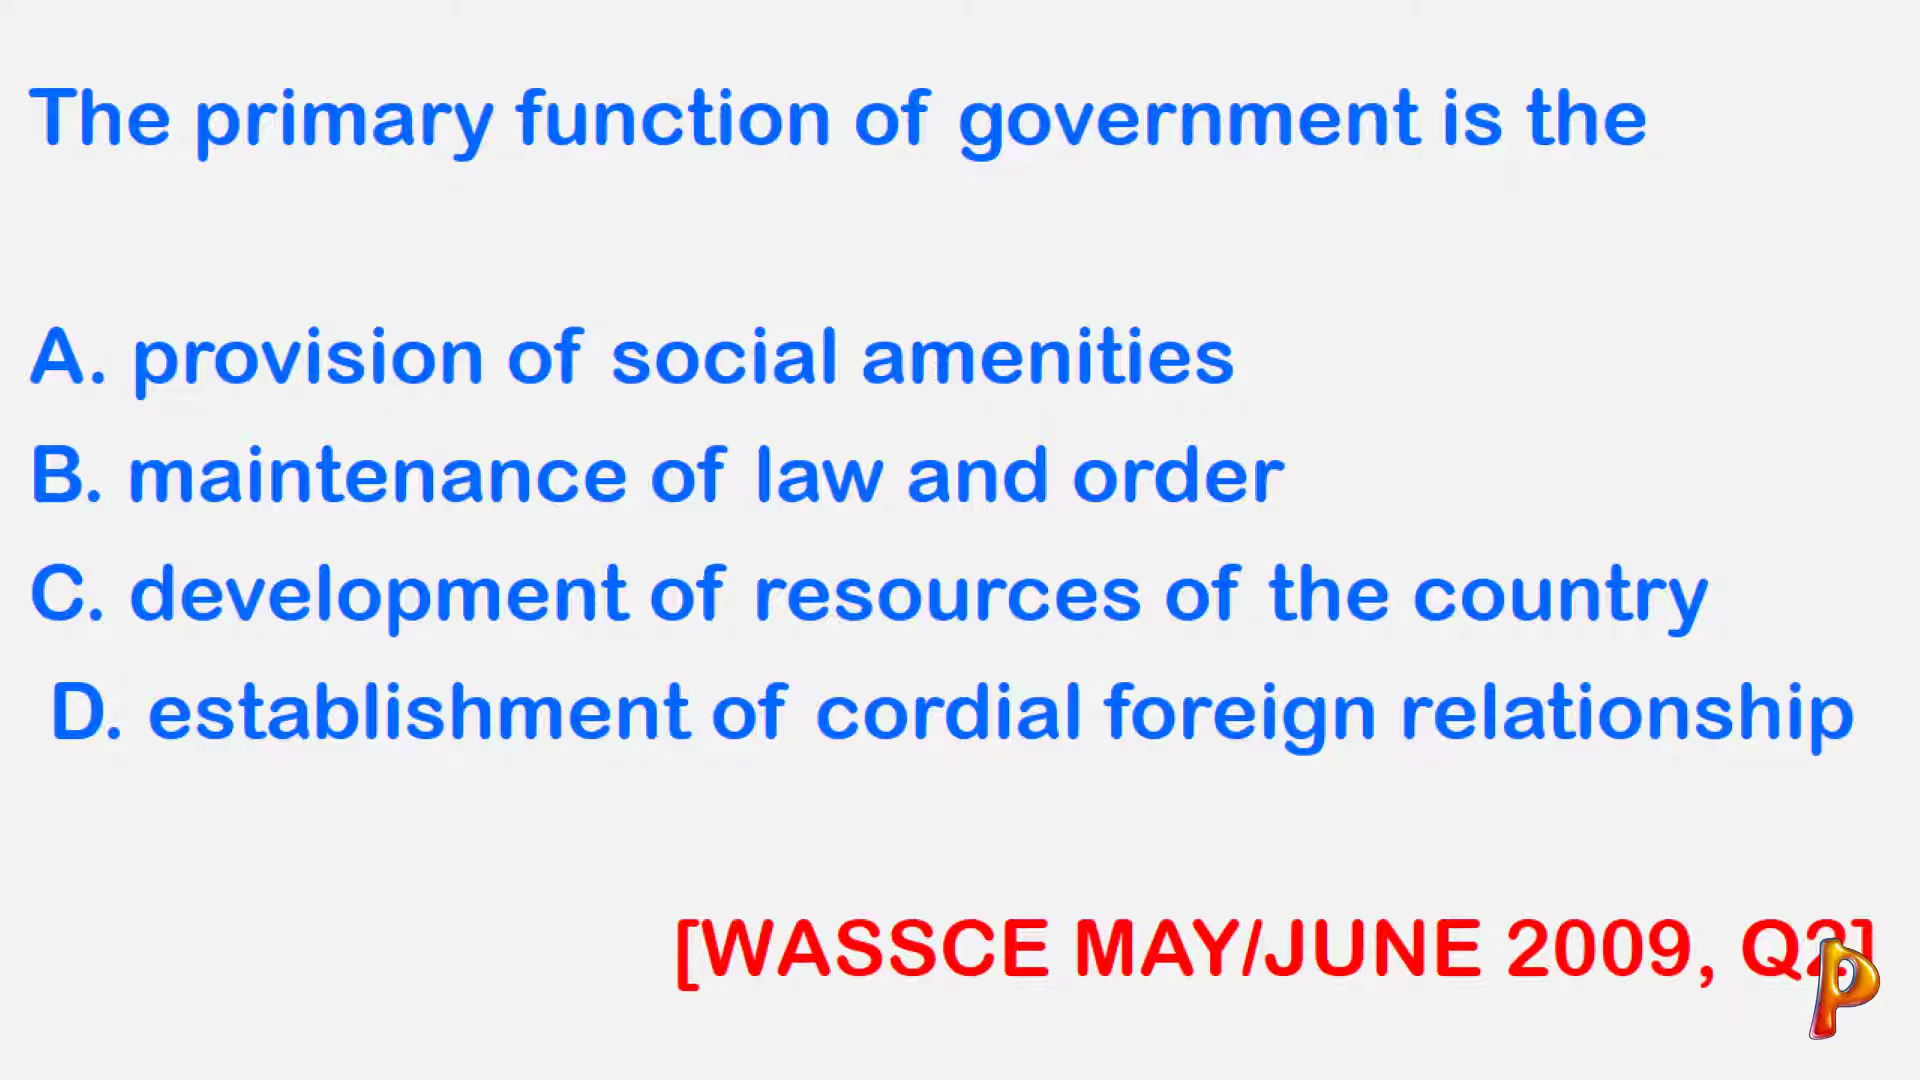 The primary function of government is the
A. provision of social amenities
B. maintenance of law and order
C. development of resources of the country
D. establishment of cordial foreign relationship
[WASSCE MAY/JUNE 2009, Q2]
P